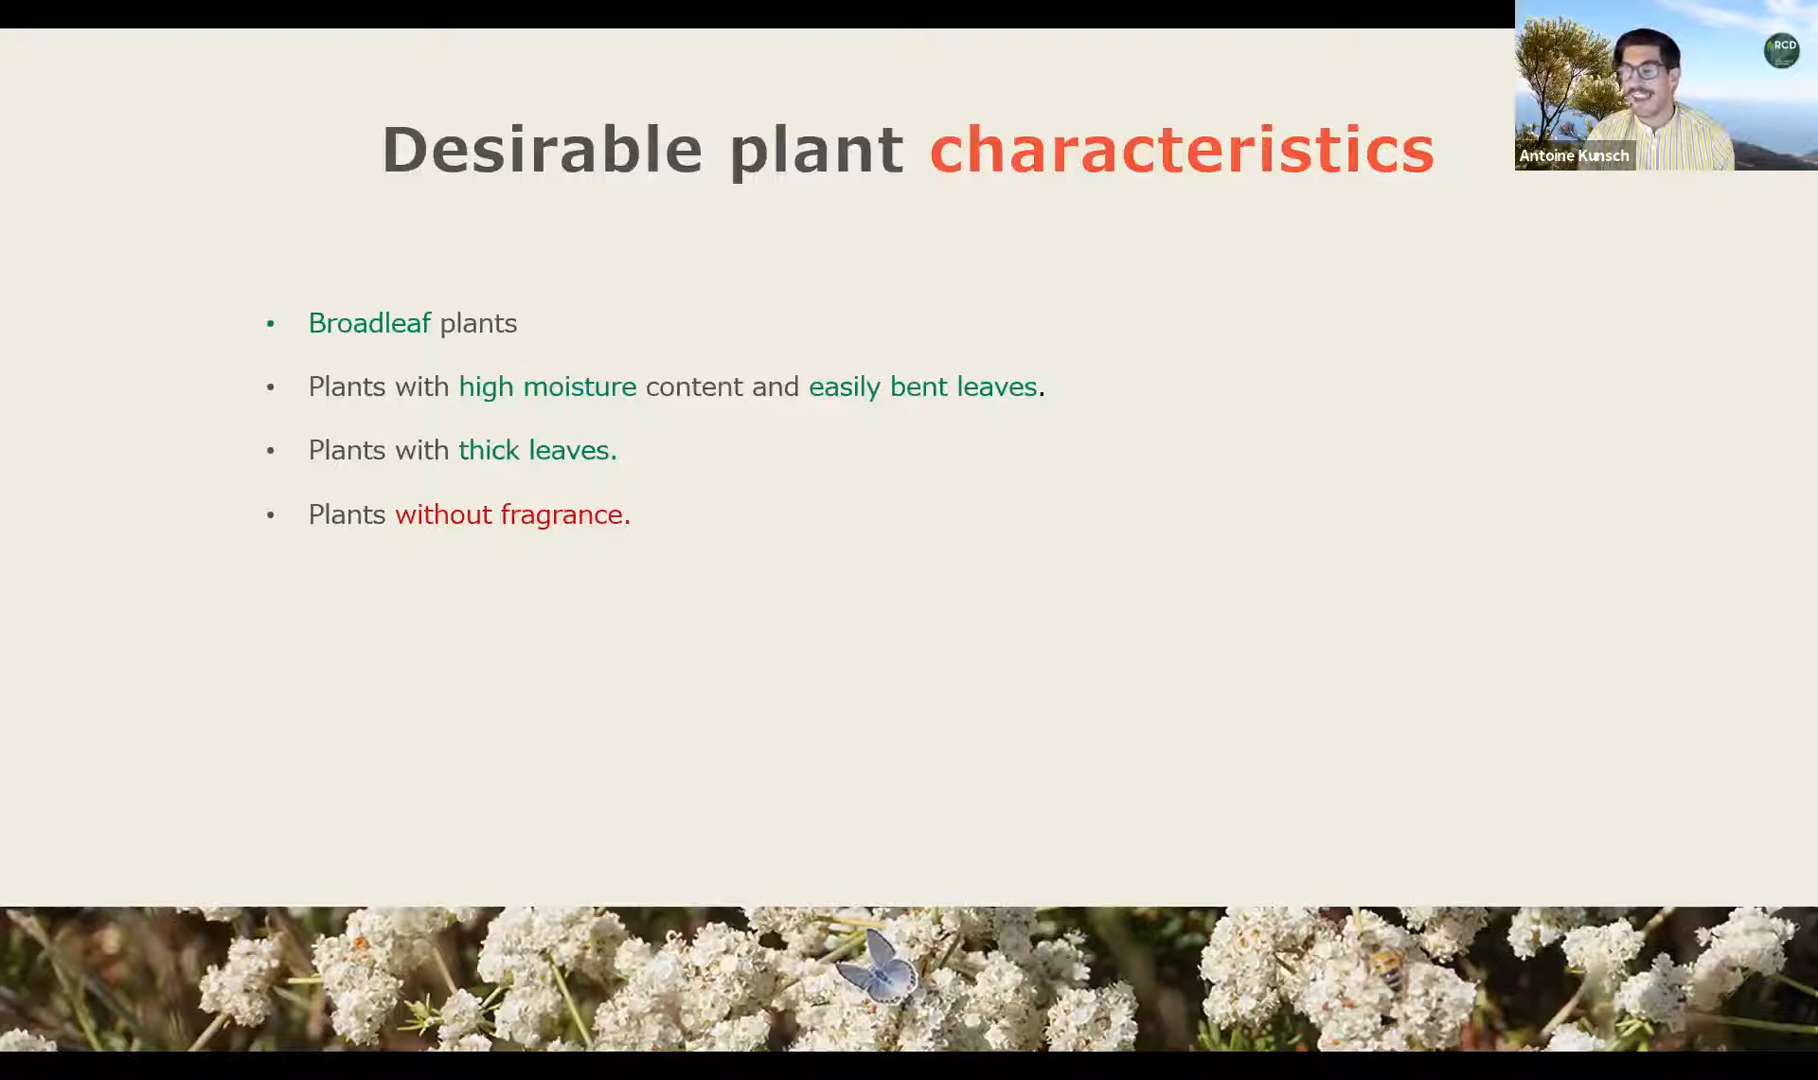 Desirable plant characteristics
RCD
Antoine Kunsch
• Broadleaf plants
• Plants with high moisture content and easily bent leaves.
• Plants with thick leaves.
• Plants without fragrance.